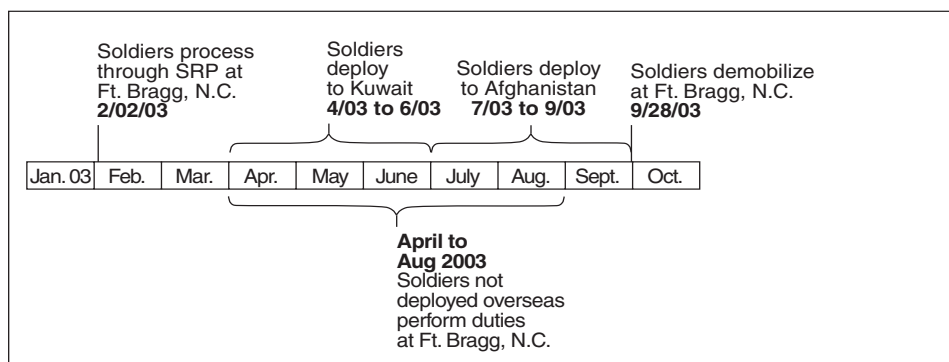 Soldiers process
through SRP at
Ft. Bragg, N.C.
2/02/03
Soldiers
deploy
to Kuwait
4/03 to 6/03
Soldiers deploy
to Afghanistan
7/03 to 9/03
Soldiers demobilize
at Ft. Bragg, N.C.
9/28/03
Jan. 03 Feb. Mar. Apr. May June July Aug. Sept. Oct.
April to
Aug 2003
Soldiers not
deployed overseas
perform duties
at Ft. Bragg, N.C.